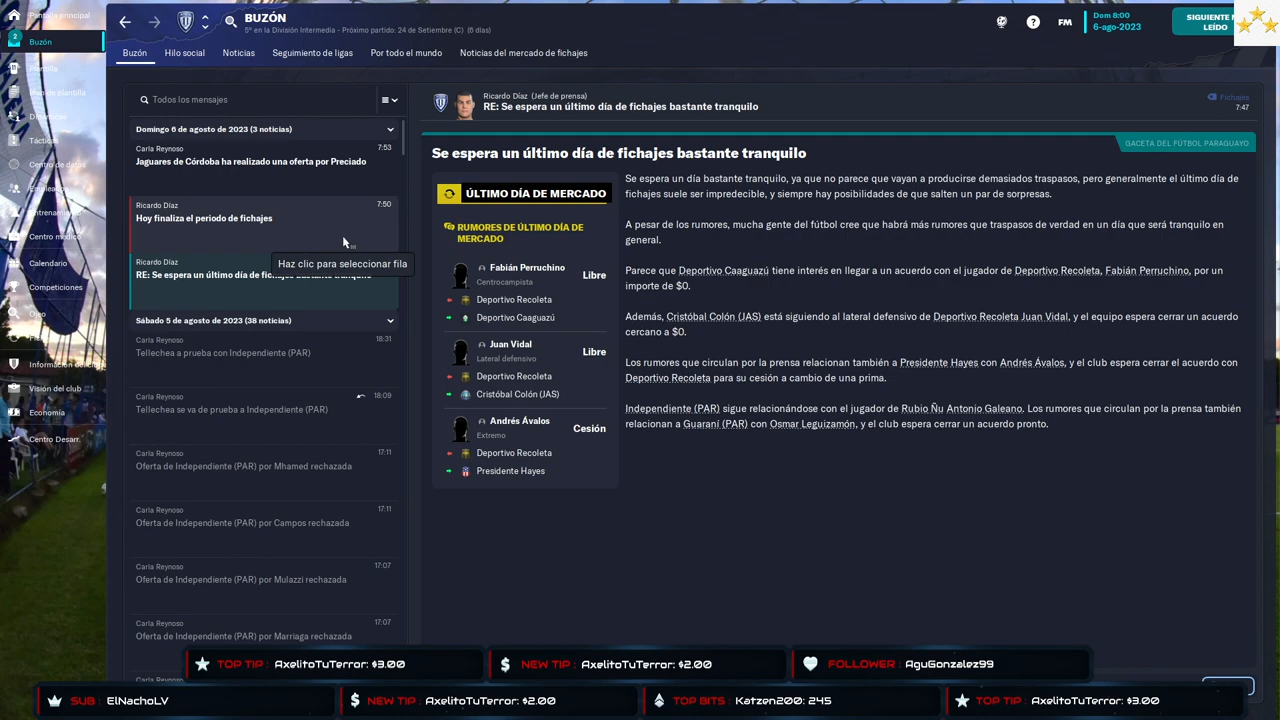 Pantalla principal
2
Buzón
Plantilla
Dinámicas
Tácticas
Centro de datos
Centro médico
Calendario
Competiciones
Visión del club
Economía
Centro Desarr.
BUZÓN
5º en la División Intermedia - Próximo partido: 24 de Setiembre (C) (6 días)
?
FM
Dom 8:00
6-ago-2023
SIGUIENTE
LEÍDO
Buzón
Hilo social
Noticias
Seguimiento de ligas
Por todo el mundo
Noticias del mercado de fichajes
Todos los mensajes
Domingo 6 de agosto de 2023 (3 noticias)
Carla Reynoso
7:53
Jaguares de Córdoba ha realizado una oferta por Preciado
Ricardo Díaz
7:50
Hoy finaliza el periodo de fichajes
Ricardo Díaz
Haz clic para seleccionar fila
RE: Se espera un último día de fichajes bastante tranquilo
Sábado 5 de agosto de 2023 (38 noticias)
Carla Reynoso
18:31
Tellechea a prueba con Independiente (PAR)
Carla Reynoso
18:09
Tellechea se va de prueba a Independiente (PAR)
Carla Reynoso
17:11
Oferta de Independiente (PAR) por Mhamed rechazada
Carla Reynoso
17:11
Oferta de Independiente (PAR) por Campos rechazada
Carla Reynoso
17:07
Oferta de Independiente (PAR) por Mulazzi rechazada
Carla Reynoso
17:07
Oferta de Independiente (PAR) por Marriaga rechazada
Ricardo Díaz (Jefe de prensa)
RE: Se espera un último día de fichajes bastante tranquilo
Fichajes
7:47
GACETA DEL FÚTBOL PARAGUAYO
Se espera un último día de fichajes bastante tranquilo
ÚLTIMO DÍA DE MERCADO
RUMORES DE ÚLTIMO DÍA DE
MERCADO
Fabián Perruchino
Centrocampista
Libre
Deportivo Recoleta
Deportivo Caaguazú
Juan Vidal
Lateral defensivo
Libre
Deportivo Recoleta
Cristóbal Colón (JAS)
Andrés Ávalos
Extremo
Cesión
Deportivo Recoleta
Presidente Hayes
Se espera un día bastante tranquilo, ya que no parece que vayan a producirse demasiados traspasos, pero generalmente el último día de
fichajes suele ser impredecible, y siempre hay posibilidades de que salten un par de sorpresas.
A pesar de los rumores, mucha gente del fútbol cree que habrá más rumores que traspasos de verdad en un día que será tranquilo en
general.
Parece que Deportivo Caaguazú tiene interés en llegar a un acuerdo con el jugador de Deportivo Recoleta, Fabián Perruchino, por un
importe de $0.
Además, Cristóbal Colón (JAS) está siguiendo al lateral defensivo de Deportivo Recoleta Juan Vidal, y el equipo espera cerrar un acuerdo
cercano a $0.
Los rumores que circulan por la prensa relacionan también a Presidente Hayes con Andrés Ávalos, y el club espera cerrar el acuerdo con
Deportivo Recoleta para su cesión a cambio de una prima.
Independiente (PAR) sigue relacionándose con el jugador de Rubio Ñu Antonio Galeano. Los rumores que circulan por la prensa también
relacionan a Guaraní (PAR) con Osmar Leguizamón, y el club espera cerrar un acuerdo pronto.
TOP TIP : AxelitoTuTerror: $3.00
NEW TIP : AxelitoTuTerror: $2.00
FOLLOWER : AguGonzalez99
SUB : ElNachoLV
NEW TIP : AxelitoTuTerror: $2.00
TOP BITS : Katzen200: 245
TOP TIP : AxelitoTuTerror: $3.00